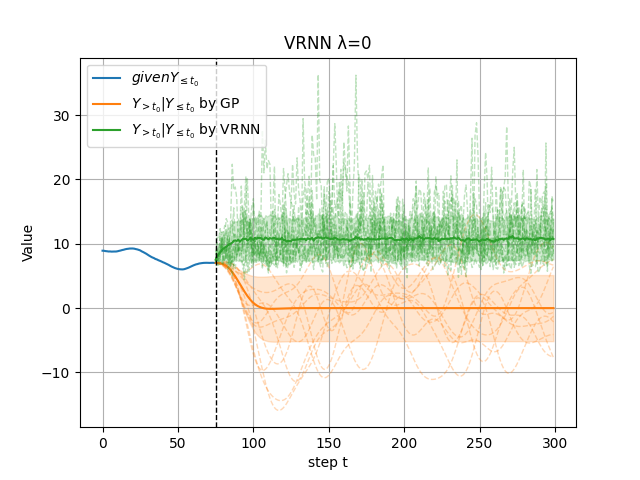 VRNN λ=0
givenY≤t₀
Y>t₀|Y≤t₀ by GP
Y>t₀|Y≤t₀ by VRNN
Value
30
20
10
0
−10
0 50 100 150 200 250 300
step t